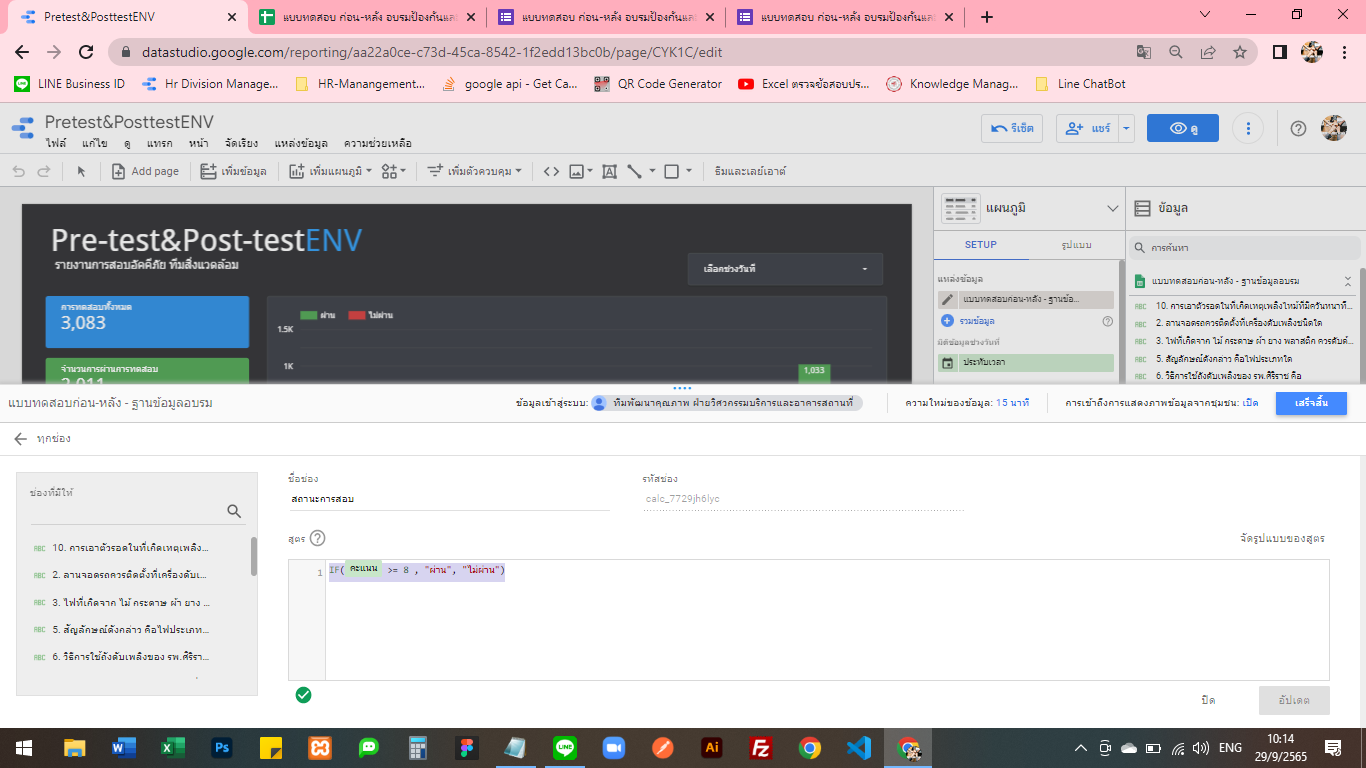 Pretest&PosttestENV
แบบทดสอบ ก่อน-หลัง อบรมป้องกันแล
แบบทดสอบ ก่อน-หลัง อบรมป้องกันแล
แบบทดสอบ ก่อน-หลัง อบรมป้องกันแล
datastudio.google.com/reporting/aa22a0ce-c73d-45ca-8542-1f2edd13bc0b/page/CYK1C/edit
LINE Business ID
Hr Division Manage...
HR-Manangement...
google api - Get Ca...
QR Code Generator
Excel ตรวจข้อสอบปร...
Knowledge Manag...
Line ChatBot
Pretest&PosttestENV
ไฟล์ แก้ไข ดู แทรก หน้า จัดเรียง แหล่งข้อมูล ความช่วยเหลือ
รีเซ็ต
แชร์
ดู
Add page
เพิ่มข้อมูล
เพิ่มแผนภูมิ
เพิ่มตัวควบคุม
ธีมและเลย์เอาต์
Pre-test&Post-testENV
รายงานการสอบอัคคีภัย ทีมสิ่งแวดล้อม
เลือกช่วงวันที่
การทดสอบทั้งหมด
3,083
จำนวนการผ่านการทดสอบ
2,011
ผ่าน
ไม่ผ่าน
1.5K
1K
1,033
แผนภูมิ
SETUP
รูปแบบ
แหล่งข้อมูล
แบบทดสอบก่อน-หลัง - ฐานข้อ...
รวมข้อมูล
มิติข้อมูลช่วงวันที่
ประทับเวลา
ข้อมูล
การค้นหา
แบบทดสอบก่อน-หลัง - ฐานข้อมูลอบรม
ABC 10. การเอาตัวรอดในที่เกิดเหตุเพลิงไหม้ที่มีควันหนาที...
ABC 2. ลานจอดรถควรติดตั้งที่เครื่องดับเพลิงชนิดใด
ABC 3. ไฟที่เกิดจาก ไม้ กระดาษ ผ้า ยาง พลาสติก ควรดับด้...
ABC 5. สัญลักษณ์ดังกล่าว คือไฟประเภทใด
ABC 6. วิธีการใช้ถังดับเพลิงของ รพ.ศิริราช คือ
แบบทดสอบก่อน-หลัง - ฐานข้อมูลอบรม
ข้อมูลเข้าสู่ระบบ: ทีมพัฒนาคุณภาพ ฝ่ายวิศวกรรมบริการและอาคารสถานที่
ความใหม่ของข้อมูล: 15 นาที
การเข้าถึงการแสดงภาพข้อมูลจากชุมชน: เปิด
เสร็จสิ้น
ทุกช่อง
ช่องที่มีให้
ABC 10. การเอาตัวรอดในที่เกิดเหตุเพลิง...
ABC 2. ลานจอดรถควรติดตั้งที่เครื่องดับเ...
ABC 3. ไฟที่เกิดจาก ไม้ กระดาษ ผ้า ยาง ...
ABC 5. สัญลักษณ์ดังกล่าว คือไฟประเภท...
ABC 6. วิธีการใช้ถังดับเพลิงของ รพ.ศิริรา...
ชื่อช่อง
สถานะการสอบ
รหัสช่อง
calc_7729jh6lyc
สูตร
จัดรูปแบบของสูตร
1 IF( คะแนน >= 8 , "ผ่าน", "ไม่ผ่าน")
ปิด
อัปเดต
ENG
10:14
29/9/2565